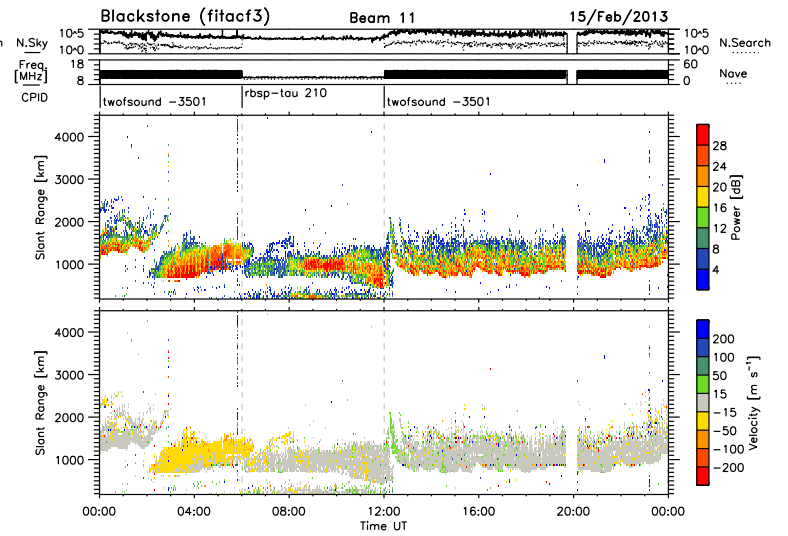 Blackstone (fitacf3) Beam 11 15/Feb/2013
n N.Sky 10^5 10^0 10^5 10^0 N.Search
Freq. [MHz] 18 8 60 0 Nave
CPID twofsound -3501 rbsp-tau 210 twofsound -3501
Slant Range [km]
4000
3000
2000
1000
28
24
20
16
12
8
4
Power [dB]
Slant Range [km]
4000
3000
2000
1000
200
100
50
15
-15
-50
-100
-200
Velocity [m s⁻¹]
00:00 04:00 08:00 12:00 16:00 20:00 00:00
Time UT